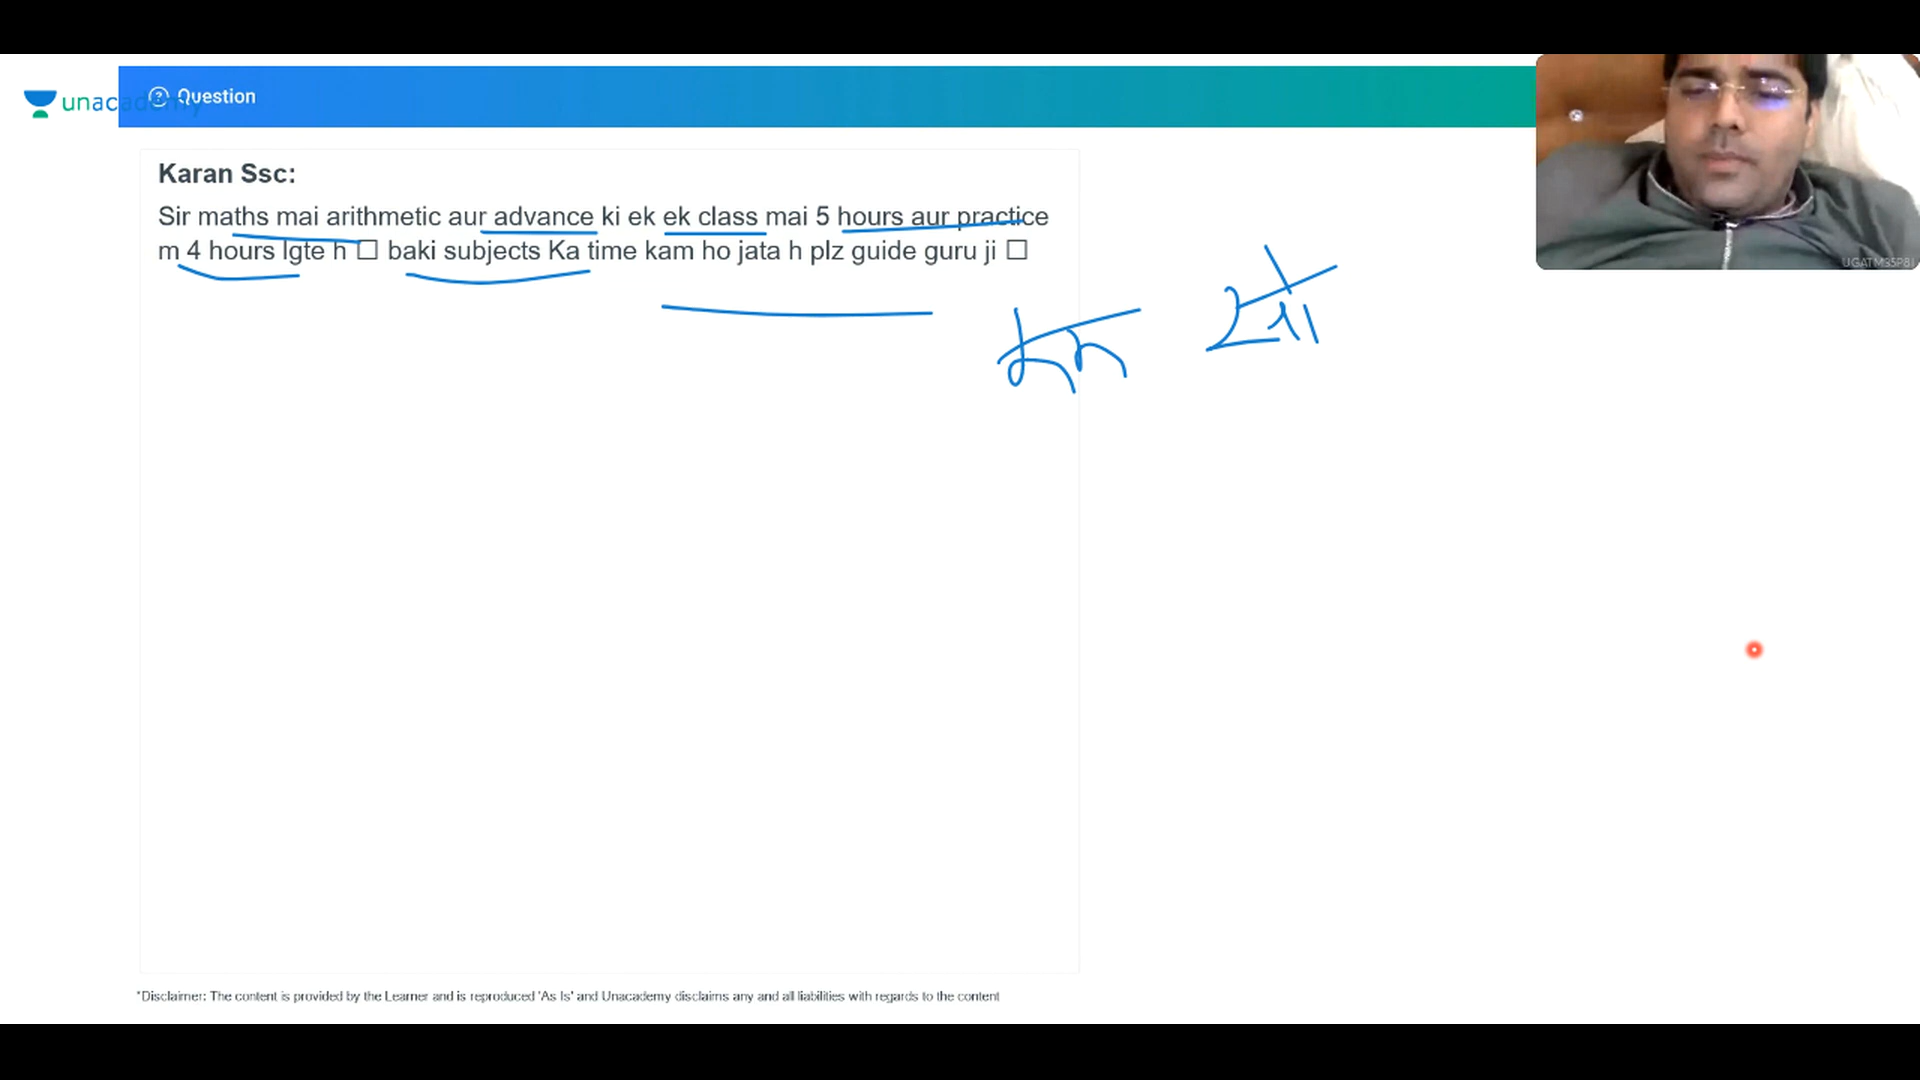 unacademy
Question
Karan Ssc:
Sir maths mai arithmetic aur advance ki ek ek class mai 5 hours aur practice
m 4 hours lgte h □ baki subjects Ka time kam ho jata h plz guide guru ji □
UGATM35P8I
*Disclaimer: The content is provided by the Learner and is reproduced 'As Is' and Unacademy disclaims any and all liabilities with regards to the content